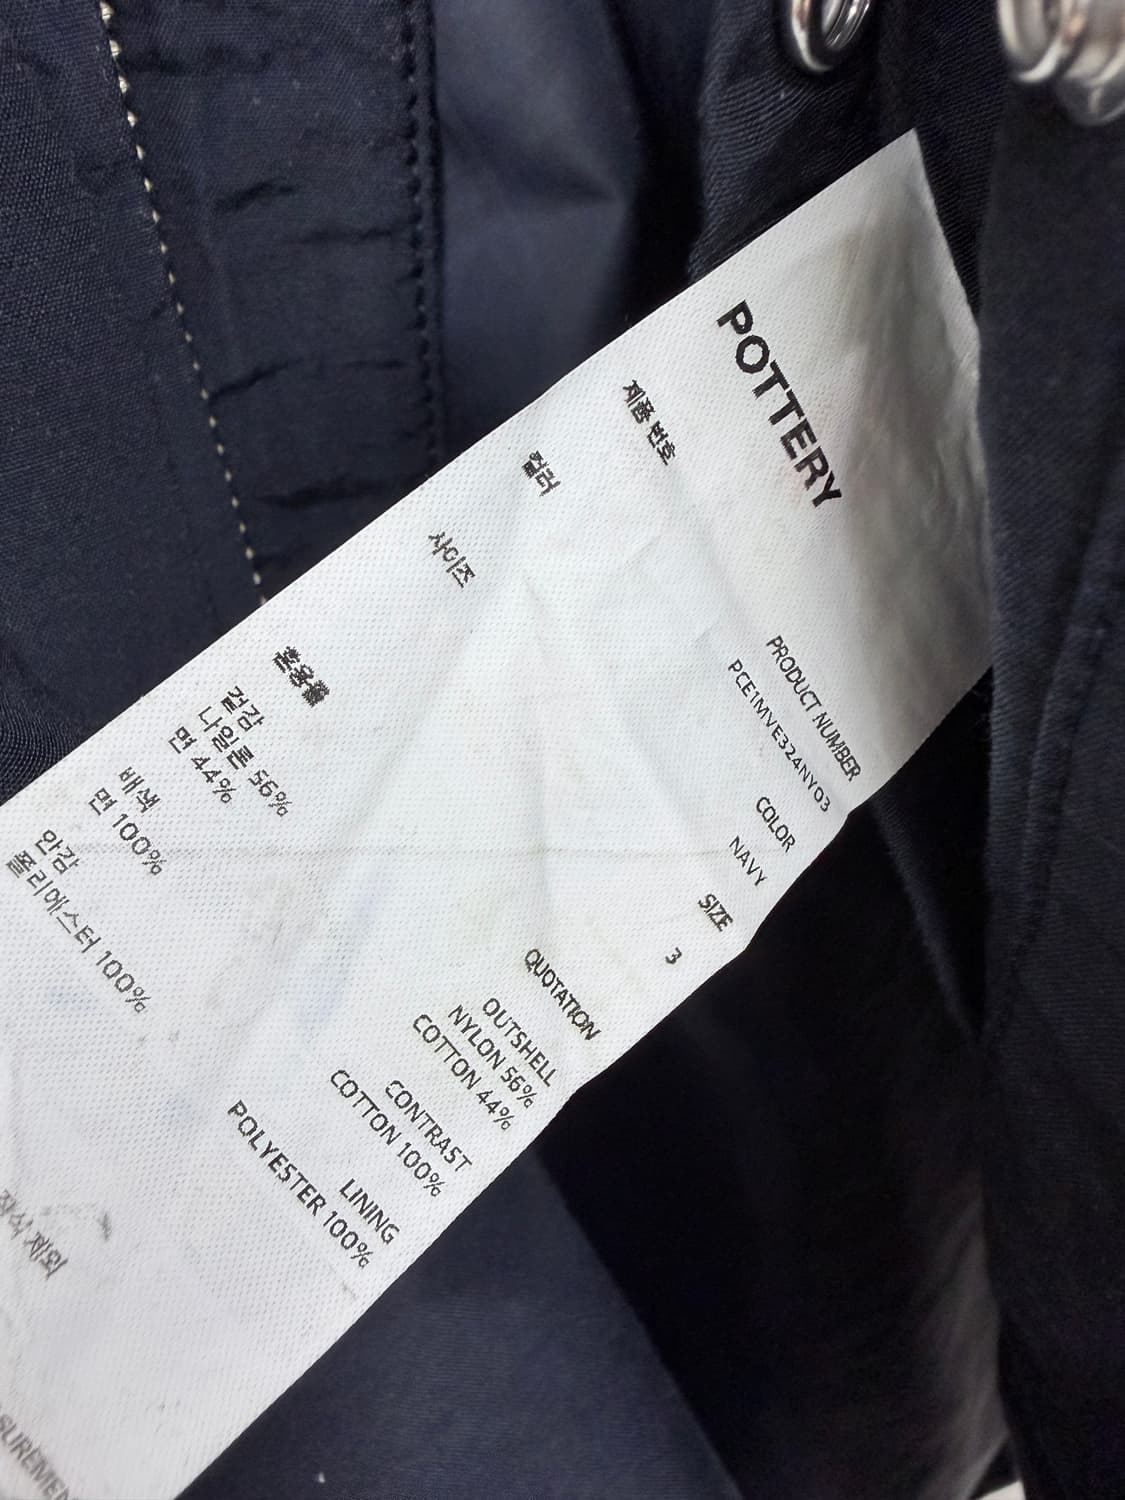 POTTERY
제품 번호
PRODUCT NUMBER
PCE1MVE324NY03
컬러
COLOR
NAVY
사이즈
SIZE
3
혼용률
QUOTATION
겉감
OUTSHELL
나일론 56%
NYLON 56%
면 44%
COTTON 44%
배색
CONTRAST
면 100%
COTTON 100%
안감
LINING
폴리에스터 100%
POLYESTER 100%
장식 제외